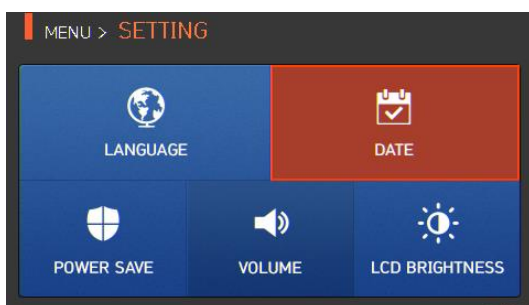 MENU > SETTING
LANGUAGE
DATE
POWER SAVE
VOLUME
LCD BRIGHTNESS